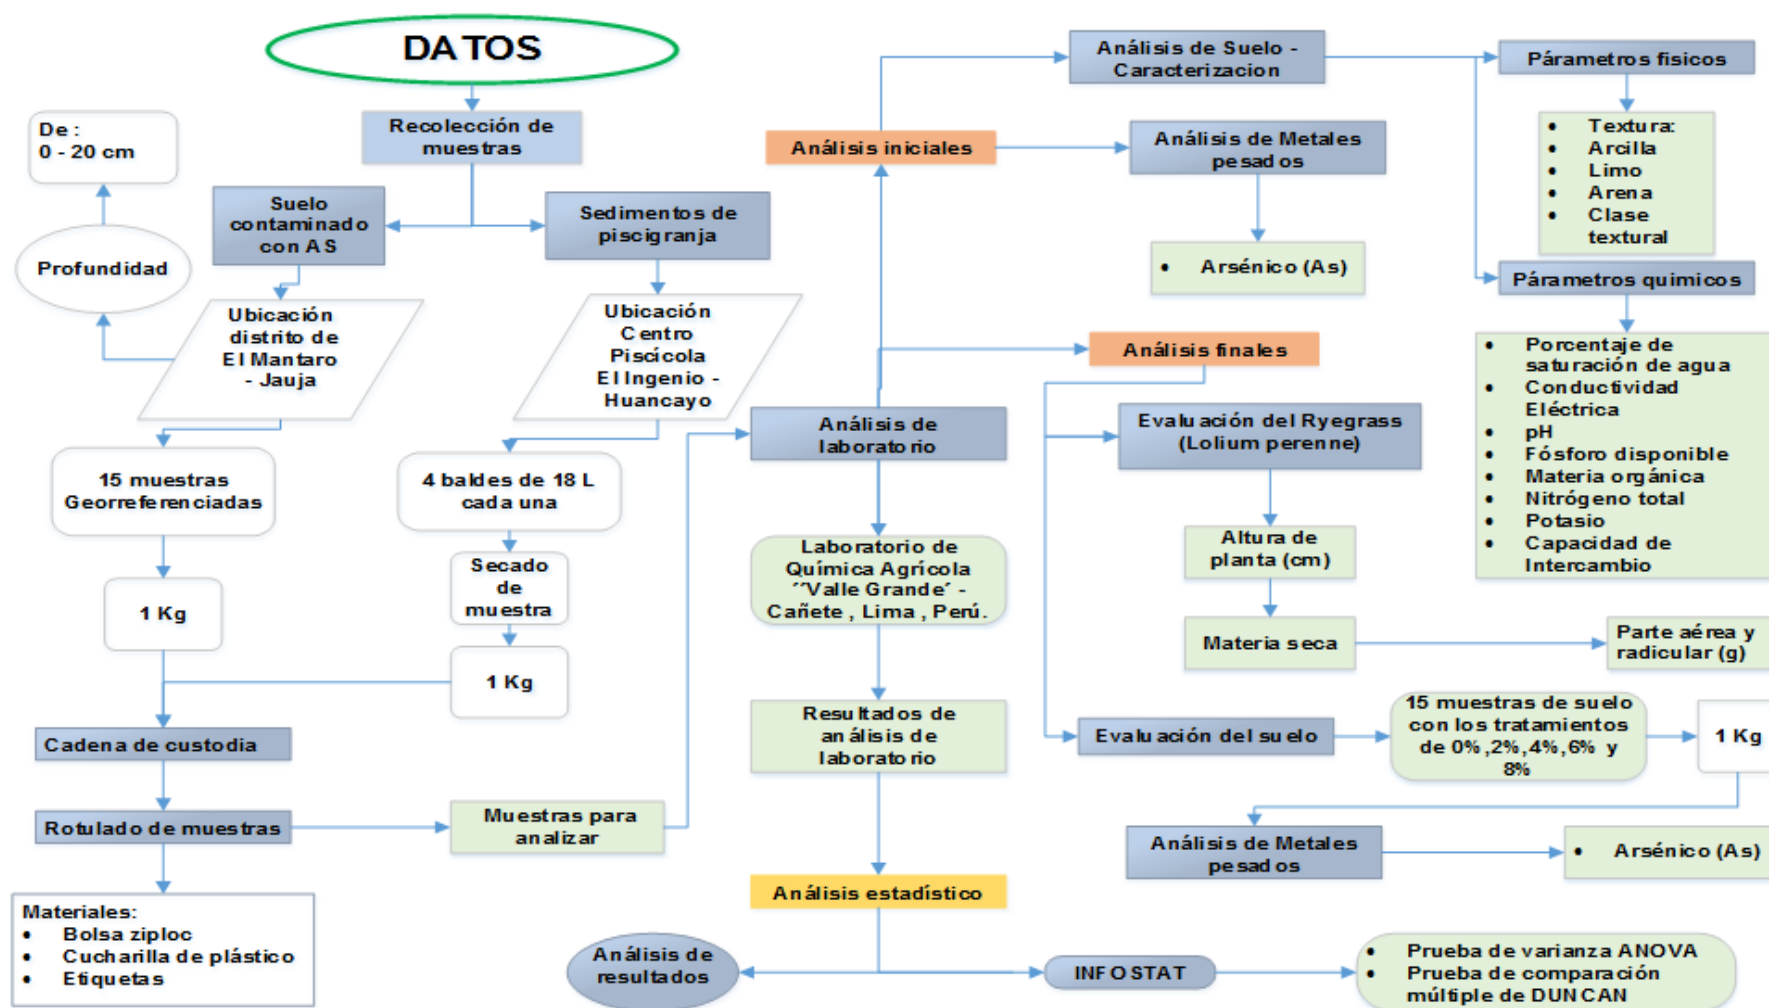 DATOS
Recolección de
muestras
De :
0 - 20 cm
Suelo
contaminado
con AS
Sedimentos de
piscigranja
Profundidad
Ubicación
distrito de
El Mantaro
- Jauja
Ubicación
Centro
Piscícola
El Ingenio -
Huancayo
15 muestras
Georreferenciadas
4 baldes de 18 L
cada una
Secado
de
muestra
1 Kg
1 Kg
Cadena de custodia
Rotulado de muestras
Muestras para
analizar
Materiales:
• Bolsa ziploc
• Cucharilla de plástico
• Etiquetas
Análisis de
laboratorio
Laboratorio de
Química Agrícola
´´Valle Grande´ -
Cañete , Lima , Perú.
Resultados de
análisis de
laboratorio
Análisis estadístico
Análisis de
resultados
INFOSTAT
• Prueba de varianza ANOVA
• Prueba de comparación
múltiple de DUNCAN
Análisis iniciales
Análisis de Suelo -
Caracterizacion
Párametros fisicos
• Textura:
• Arcilla
• Limo
• Arena
• Clase
textural
Párametros quimicos
• Porcentaje de
saturación de agua
• Conductividad
Eléctrica
• pH
• Fósforo disponible
• Materia orgánica
• Nitrógeno total
• Potasio
• Capacidad de
Intercambio
Análisis de Metales
pesados
• Arsénico (As)
Análisis finales
Evaluación del Ryegrass
(Lolium perenne)
Altura de
planta (cm)
Materia seca
Parte aérea y
radicular (g)
Evaluación del suelo
15 muestras de suelo
con los tratamientos
de 0% ,2%,4%,6% y
8%
1 Kg
Análisis de Metales
pesados
• Arsénico (As)